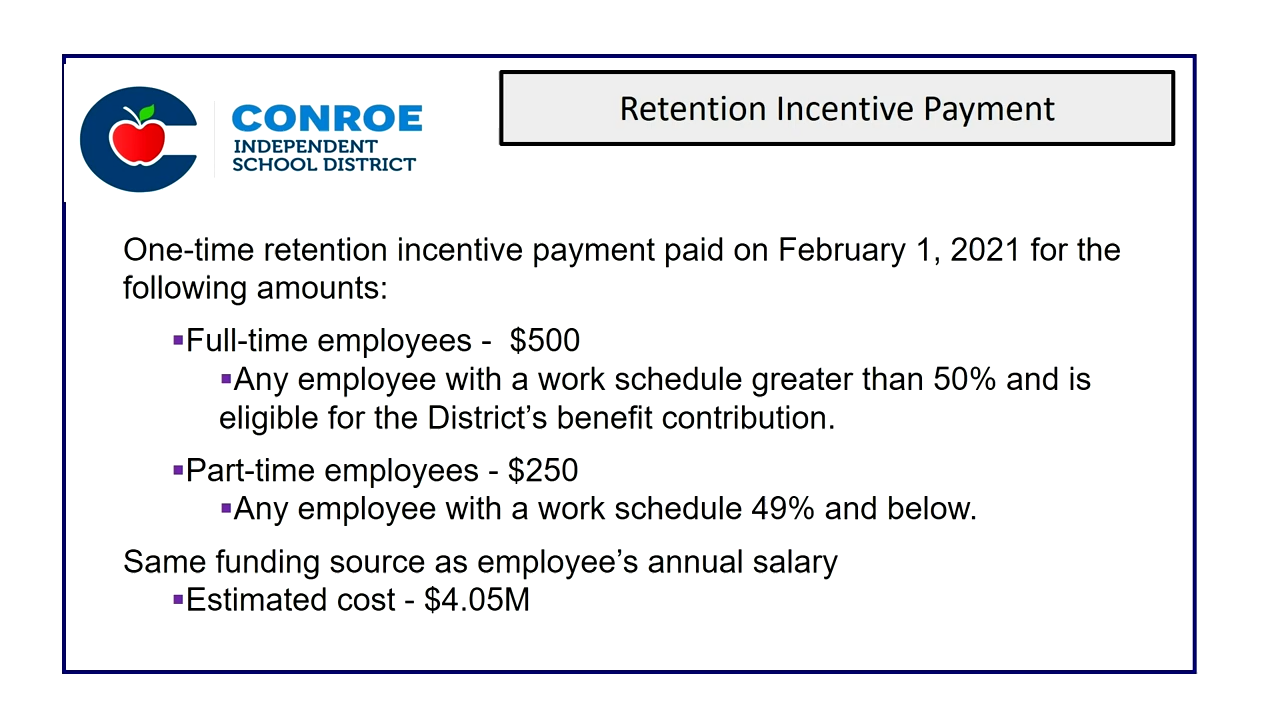 CONROE
INDEPENDENT
SCHOOL DISTRICT
Retention Incentive Payment
One-time retention incentive payment paid on February 1, 2021 for the
following amounts:
▪Full-time employees -  $500
▪Any employee with a work schedule greater than 50% and is
eligible for the District’s benefit contribution.
▪Part-time employees - $250
▪Any employee with a work schedule 49% and below.
Same funding source as employee’s annual salary
▪Estimated cost - $4.05M